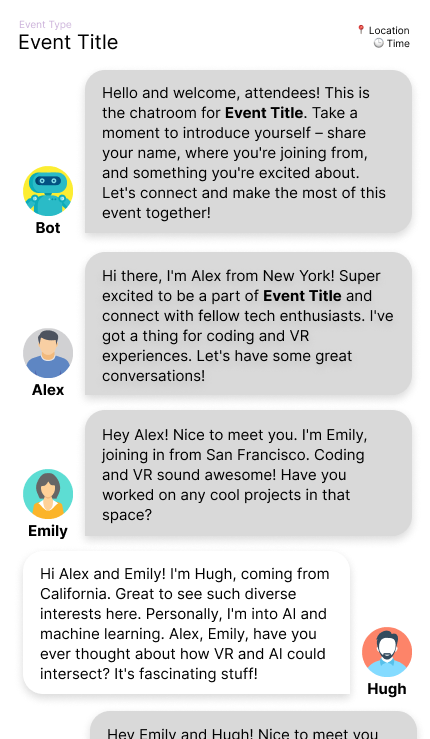 Event Type
Event Title
Location
Time
Hello and welcome, attendees! This is
the chatroom for Event Title. Take a
moment to introduce yourself – share
your name, where you're joining from,
and something you're excited about.
Let's connect and make the most of this
event together!
Bot
Hi there, I'm Alex from New York! Super
excited to be a part of Event Title and
connect with fellow tech enthusiasts. I've
got a thing for coding and VR
experiences. Let's have some great
conversations!
Alex
Hey Alex! Nice to meet you. I'm Emily,
joining in from San Francisco. Coding
and VR sound awesome! Have you
worked on any cool projects in that
space?
Emily
Hi Alex and Emily! I'm Hugh, coming from
California. Great to see such diverse
interests here. Personally, I'm into AI and
machine learning. Alex, Emily, have you
ever thought about how VR and AI could
intersect? It's fascinating stuff!
Hugh
Hey Emily and Hugh! Nice to meet you